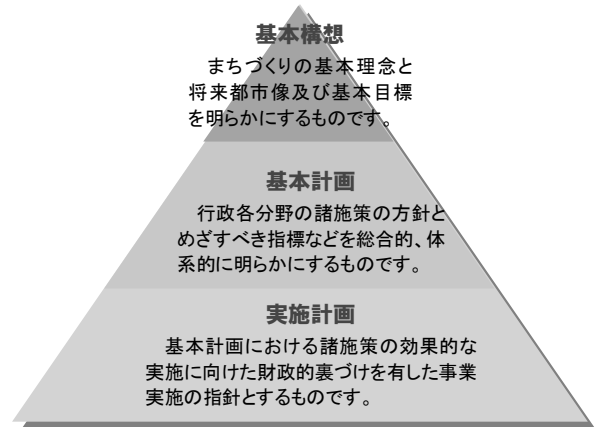 基本構想
まちづくりの基本理念と
将来都市像及び基本目標
を明らかにするものです。
基本計画
行政各分野の諸施策の方針と
めざすべき指標などを総合的、体
系的に明らかにするものです。
実施計画
基本計画における諸施策の効果的な
実施に向けた財政的裏づけを有した事業
実施の指針とするものです。